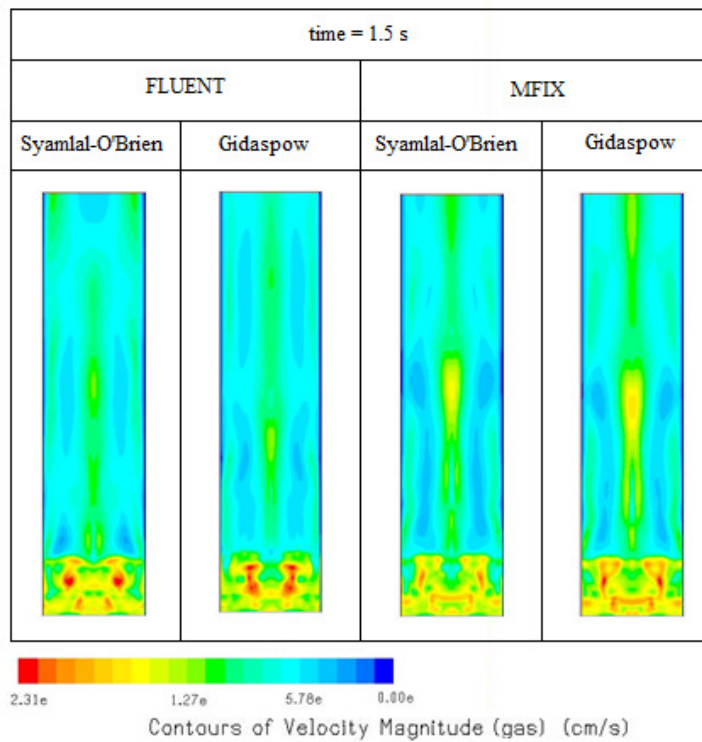 time = 1.5 s
FLUENT MFIX
Syamlal-O'Brien Gidaspow Syamlal-O'Brien Gidaspow
2.31e 1.27e 5.78e 0.00e
Contours of Velocity Magnitude (gas) (cm/s)